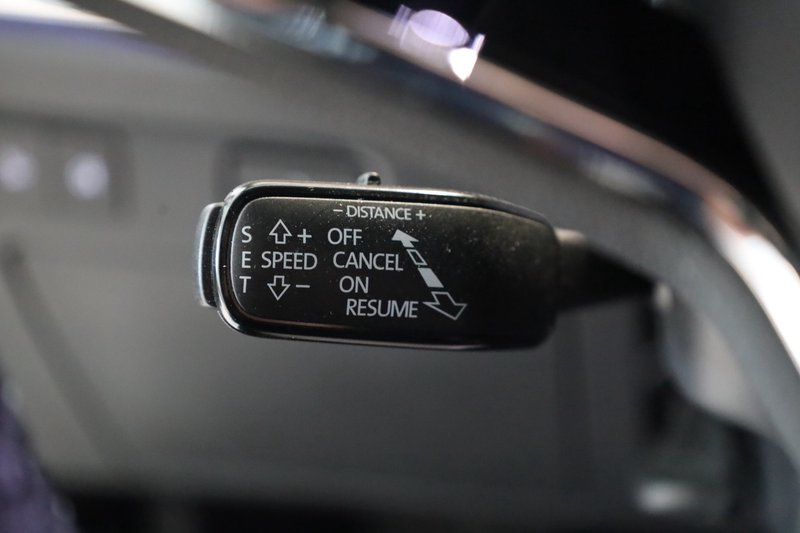 − DISTANCE +
S + OFF
E SPEED CANCEL
T − ON
RESUME